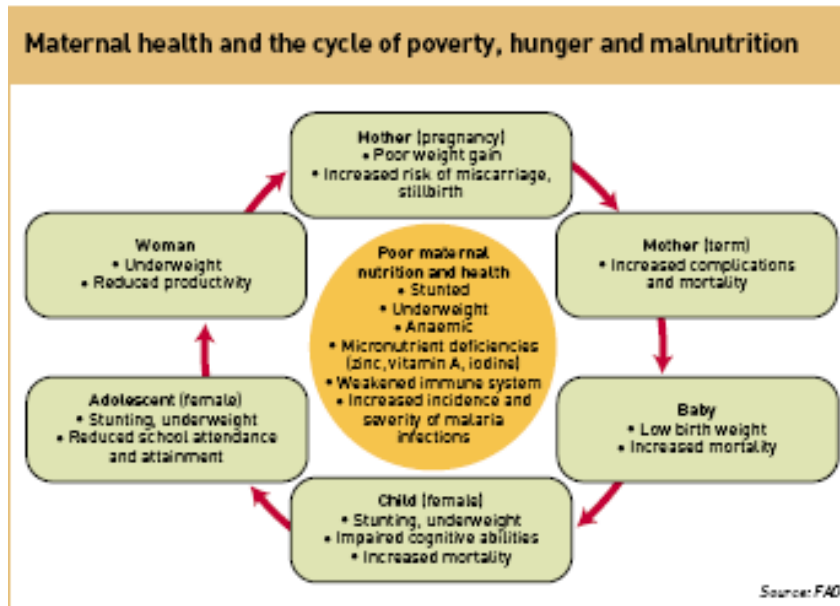 Maternal health and the cycle of poverty, hunger and malnutrition
Mother (pregnancy)
• Poor weight gain
• Increased risk of miscarriage,
stillbirth
Mother (term)
• Increased complications
and mortality
Baby
• Low birth weight
• Increased mortality
Child (female)
• Stunting, underweight
• Impaired cognitive abilities
• Increased mortality
Adolescent (female)
• Stunting, underweight
• Reduced school attendance
and attainment
Woman
• Underweight
• Reduced productivity
Poor maternal
nutrition and health
• Stunted
• Underweight
• Anaemic
• Micronutrient deficiencies
(zinc, vitamin A, iodine)
• Weakened immune system
• Increased incidence and
severity of malaria
infections
Source: FAO